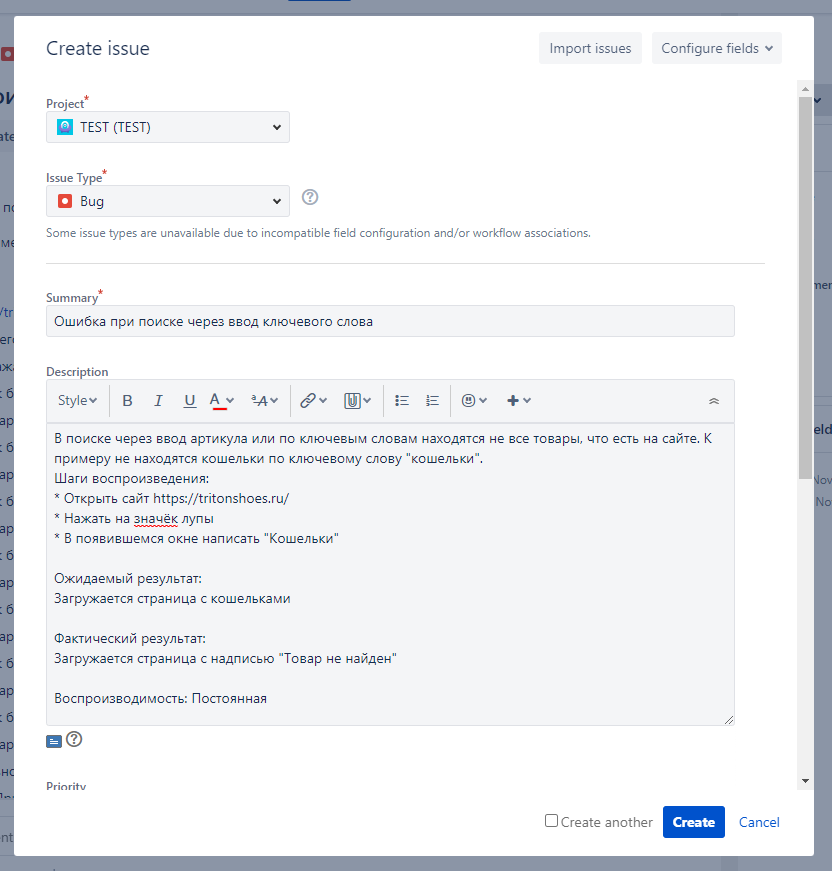 Create issue
Import issues
Configure fields
Project*
TEST (TEST)
Issue Type*
Bug
Some issue types are unavailable due to incompatible field configuration and/or workflow associations.
Summary*
Ошибка при поиске через ввод ключевого слова
Description
Style
В поиске через ввод артикула или по ключевым словам находятся не все товары, что есть на сайте. К
примеру не находятся кошельки по ключевому слову "кошельки".
Шаги воспроизведения:
* Открыть сайт https://tritonshoes.ru/
* Нажать на значёк лупы
* В появившемся окне написать "Кошельки"
Ожидаемый результат:
Загружается страница с кошельками
Фактический результат:
Загружается страница с надписью "Товар не найден"
Воспроизводимость: Постоянная
Priority
Create another
Create
Cancel